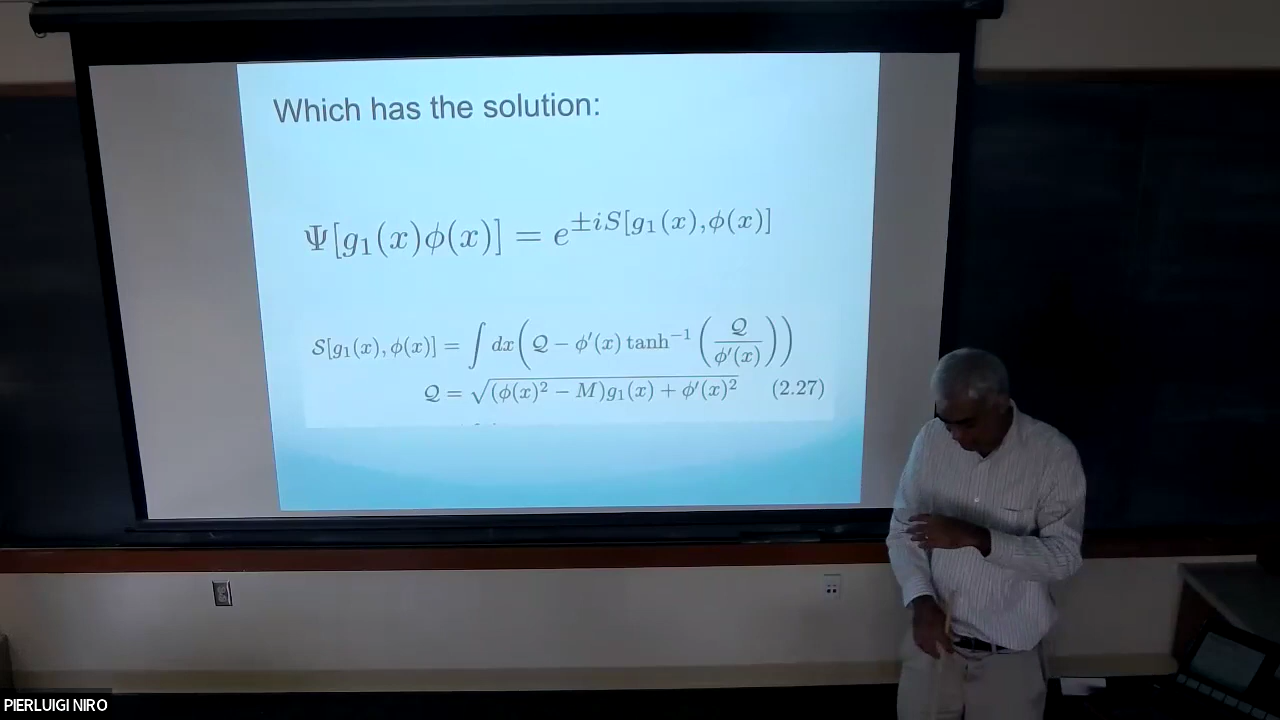 Which has the solution:
Ψ[g₁(x)ϕ(x)] = e^{±iS[g₁(x),ϕ(x)]}
𝒮[g₁(x), ϕ(x)] = ∫ dx(𝒬 − ϕ′(x) tanh⁻¹(𝒬/ϕ′(x)))
𝒬 = √((ϕ(x)² − M)g₁(x) + ϕ′(x)²) (2.27)
PIERLUIGI NIRO